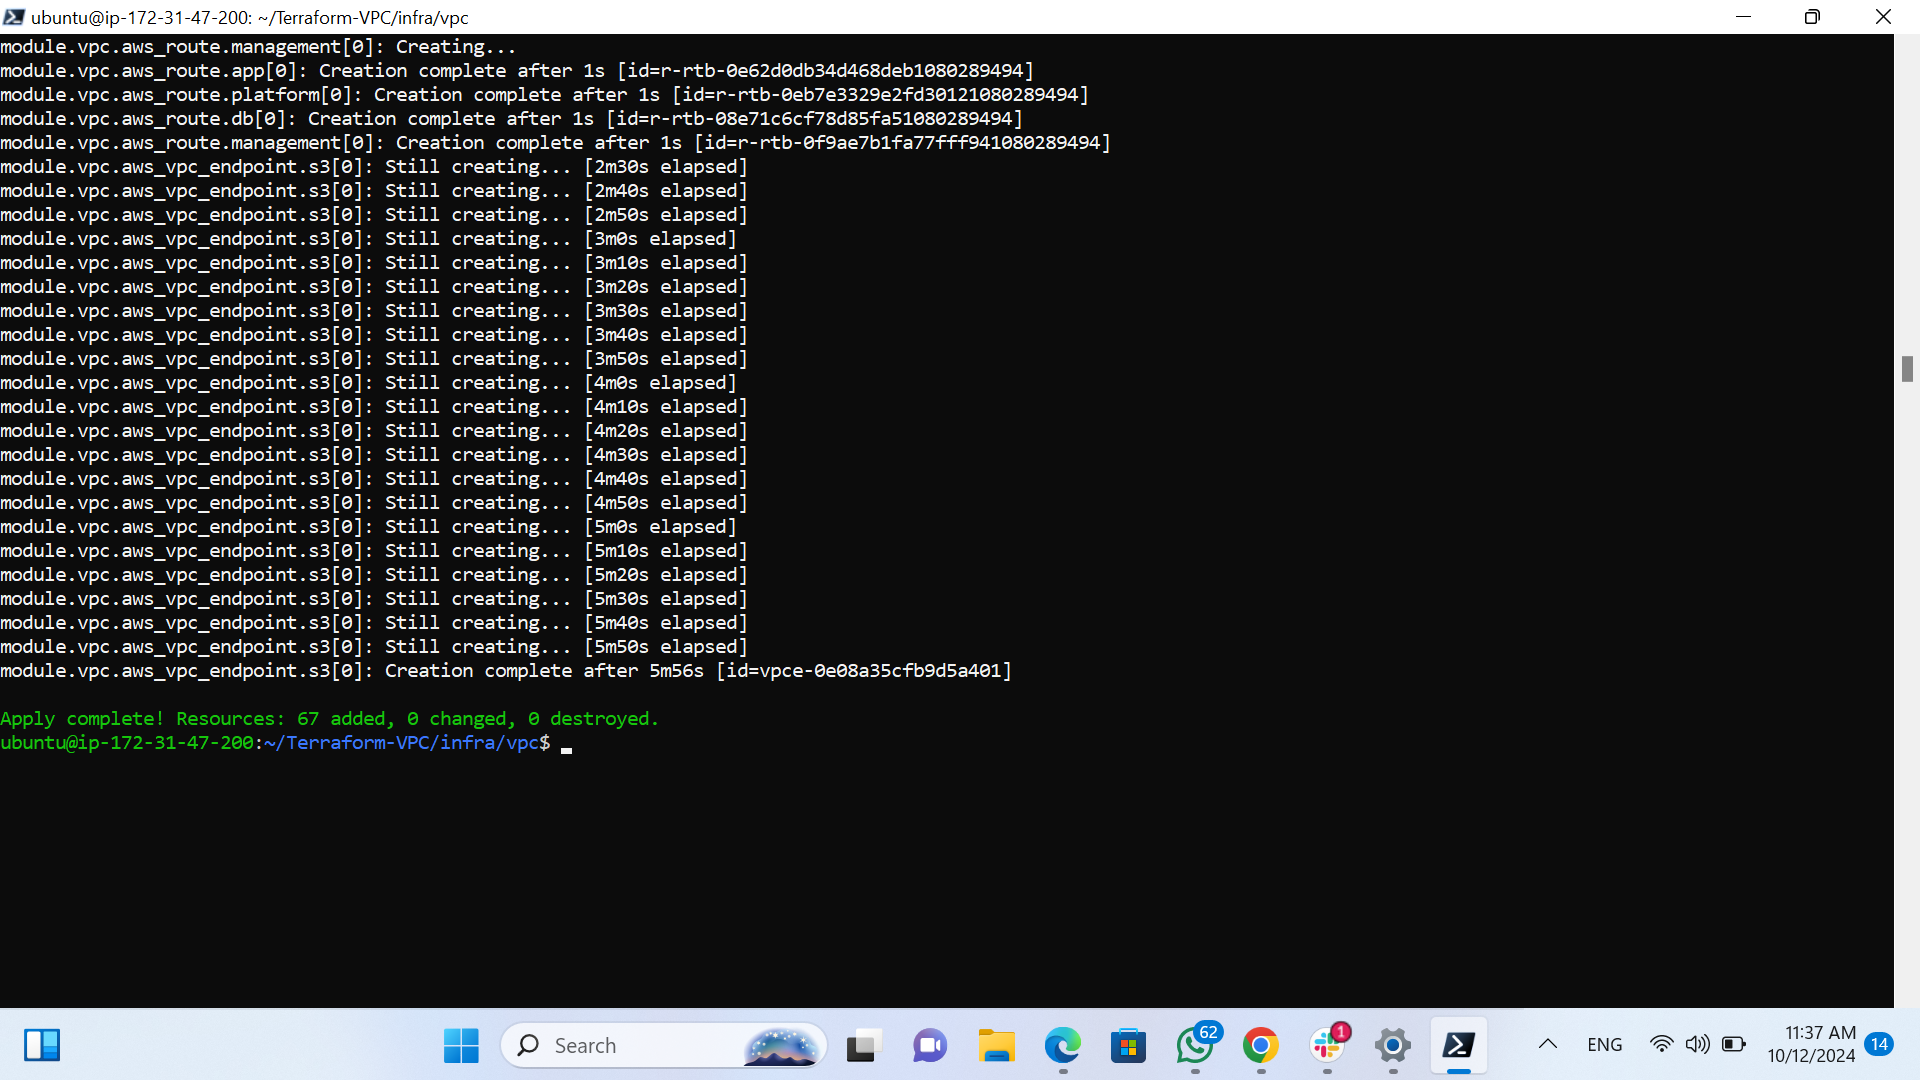 ubuntu@ip-172-31-47-200: ~/Terraform-VPC/infra/vpc
module.vpc.aws_route.management[0]: Creating...
module.vpc.aws_route.app[0]: Creation complete after 1s [id=r-rtb-0e62d0db34d468deb1080289494]
module.vpc.aws_route.platform[0]: Creation complete after 1s [id=r-rtb-0eb7e3329e2fd30121080289494]
module.vpc.aws_route.db[0]: Creation complete after 1s [id=r-rtb-08e71c6cf78d85fa51080289494]
module.vpc.aws_route.management[0]: Creation complete after 1s [id=r-rtb-0f9ae7b1fa77fff941080289494]
module.vpc.aws_vpc_endpoint.s3[0]: Still creating... [2m30s elapsed]
module.vpc.aws_vpc_endpoint.s3[0]: Still creating... [2m40s elapsed]
module.vpc.aws_vpc_endpoint.s3[0]: Still creating... [2m50s elapsed]
module.vpc.aws_vpc_endpoint.s3[0]: Still creating... [3m0s elapsed]
module.vpc.aws_vpc_endpoint.s3[0]: Still creating... [3m10s elapsed]
module.vpc.aws_vpc_endpoint.s3[0]: Still creating... [3m20s elapsed]
module.vpc.aws_vpc_endpoint.s3[0]: Still creating... [3m30s elapsed]
module.vpc.aws_vpc_endpoint.s3[0]: Still creating... [3m40s elapsed]
module.vpc.aws_vpc_endpoint.s3[0]: Still creating... [3m50s elapsed]
module.vpc.aws_vpc_endpoint.s3[0]: Still creating... [4m0s elapsed]
module.vpc.aws_vpc_endpoint.s3[0]: Still creating... [4m10s elapsed]
module.vpc.aws_vpc_endpoint.s3[0]: Still creating... [4m20s elapsed]
module.vpc.aws_vpc_endpoint.s3[0]: Still creating... [4m30s elapsed]
module.vpc.aws_vpc_endpoint.s3[0]: Still creating... [4m40s elapsed]
module.vpc.aws_vpc_endpoint.s3[0]: Still creating... [4m50s elapsed]
module.vpc.aws_vpc_endpoint.s3[0]: Still creating... [5m0s elapsed]
module.vpc.aws_vpc_endpoint.s3[0]: Still creating... [5m10s elapsed]
module.vpc.aws_vpc_endpoint.s3[0]: Still creating... [5m20s elapsed]
module.vpc.aws_vpc_endpoint.s3[0]: Still creating... [5m30s elapsed]
module.vpc.aws_vpc_endpoint.s3[0]: Still creating... [5m40s elapsed]
module.vpc.aws_vpc_endpoint.s3[0]: Still creating... [5m50s elapsed]
module.vpc.aws_vpc_endpoint.s3[0]: Creation complete after 5m56s [id=vpce-0e08a35cfb9d5a401]
Apply complete! Resources: 67 added, 0 changed, 0 destroyed.
ubuntu@ip-172-31-47-200:~/Terraform-VPC/infra/vpc$
Search
62
1
ENG
11:37 AM
10/12/2024
14